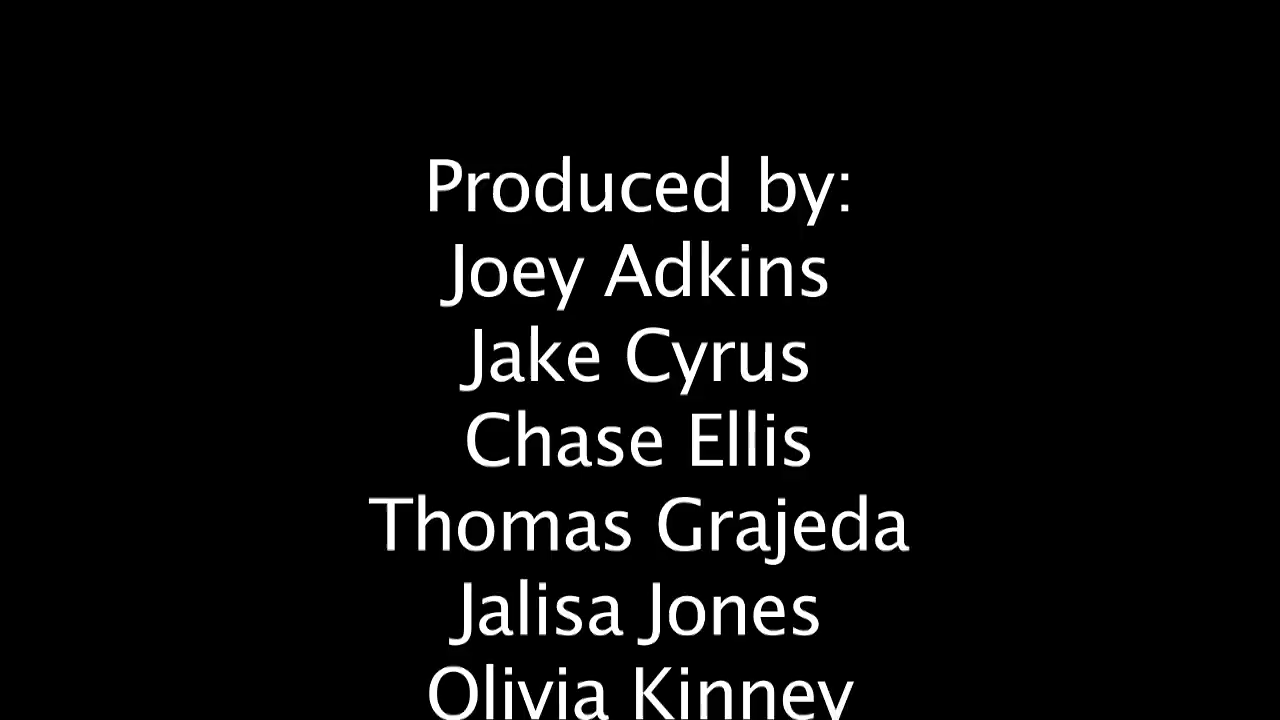 Produced by:
Joey Adkins
Jake Cyrus
Chase Ellis
Thomas Grajeda
Jalisa Jones
Olivia Kinney